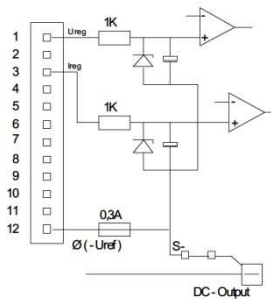 1
Ureg
1K
-
+
2
3
Ireg
4
5
1K
-
+
6
7
8
9
10
11
0,3A
12
Ø (-Uref)
S-
DC-Output